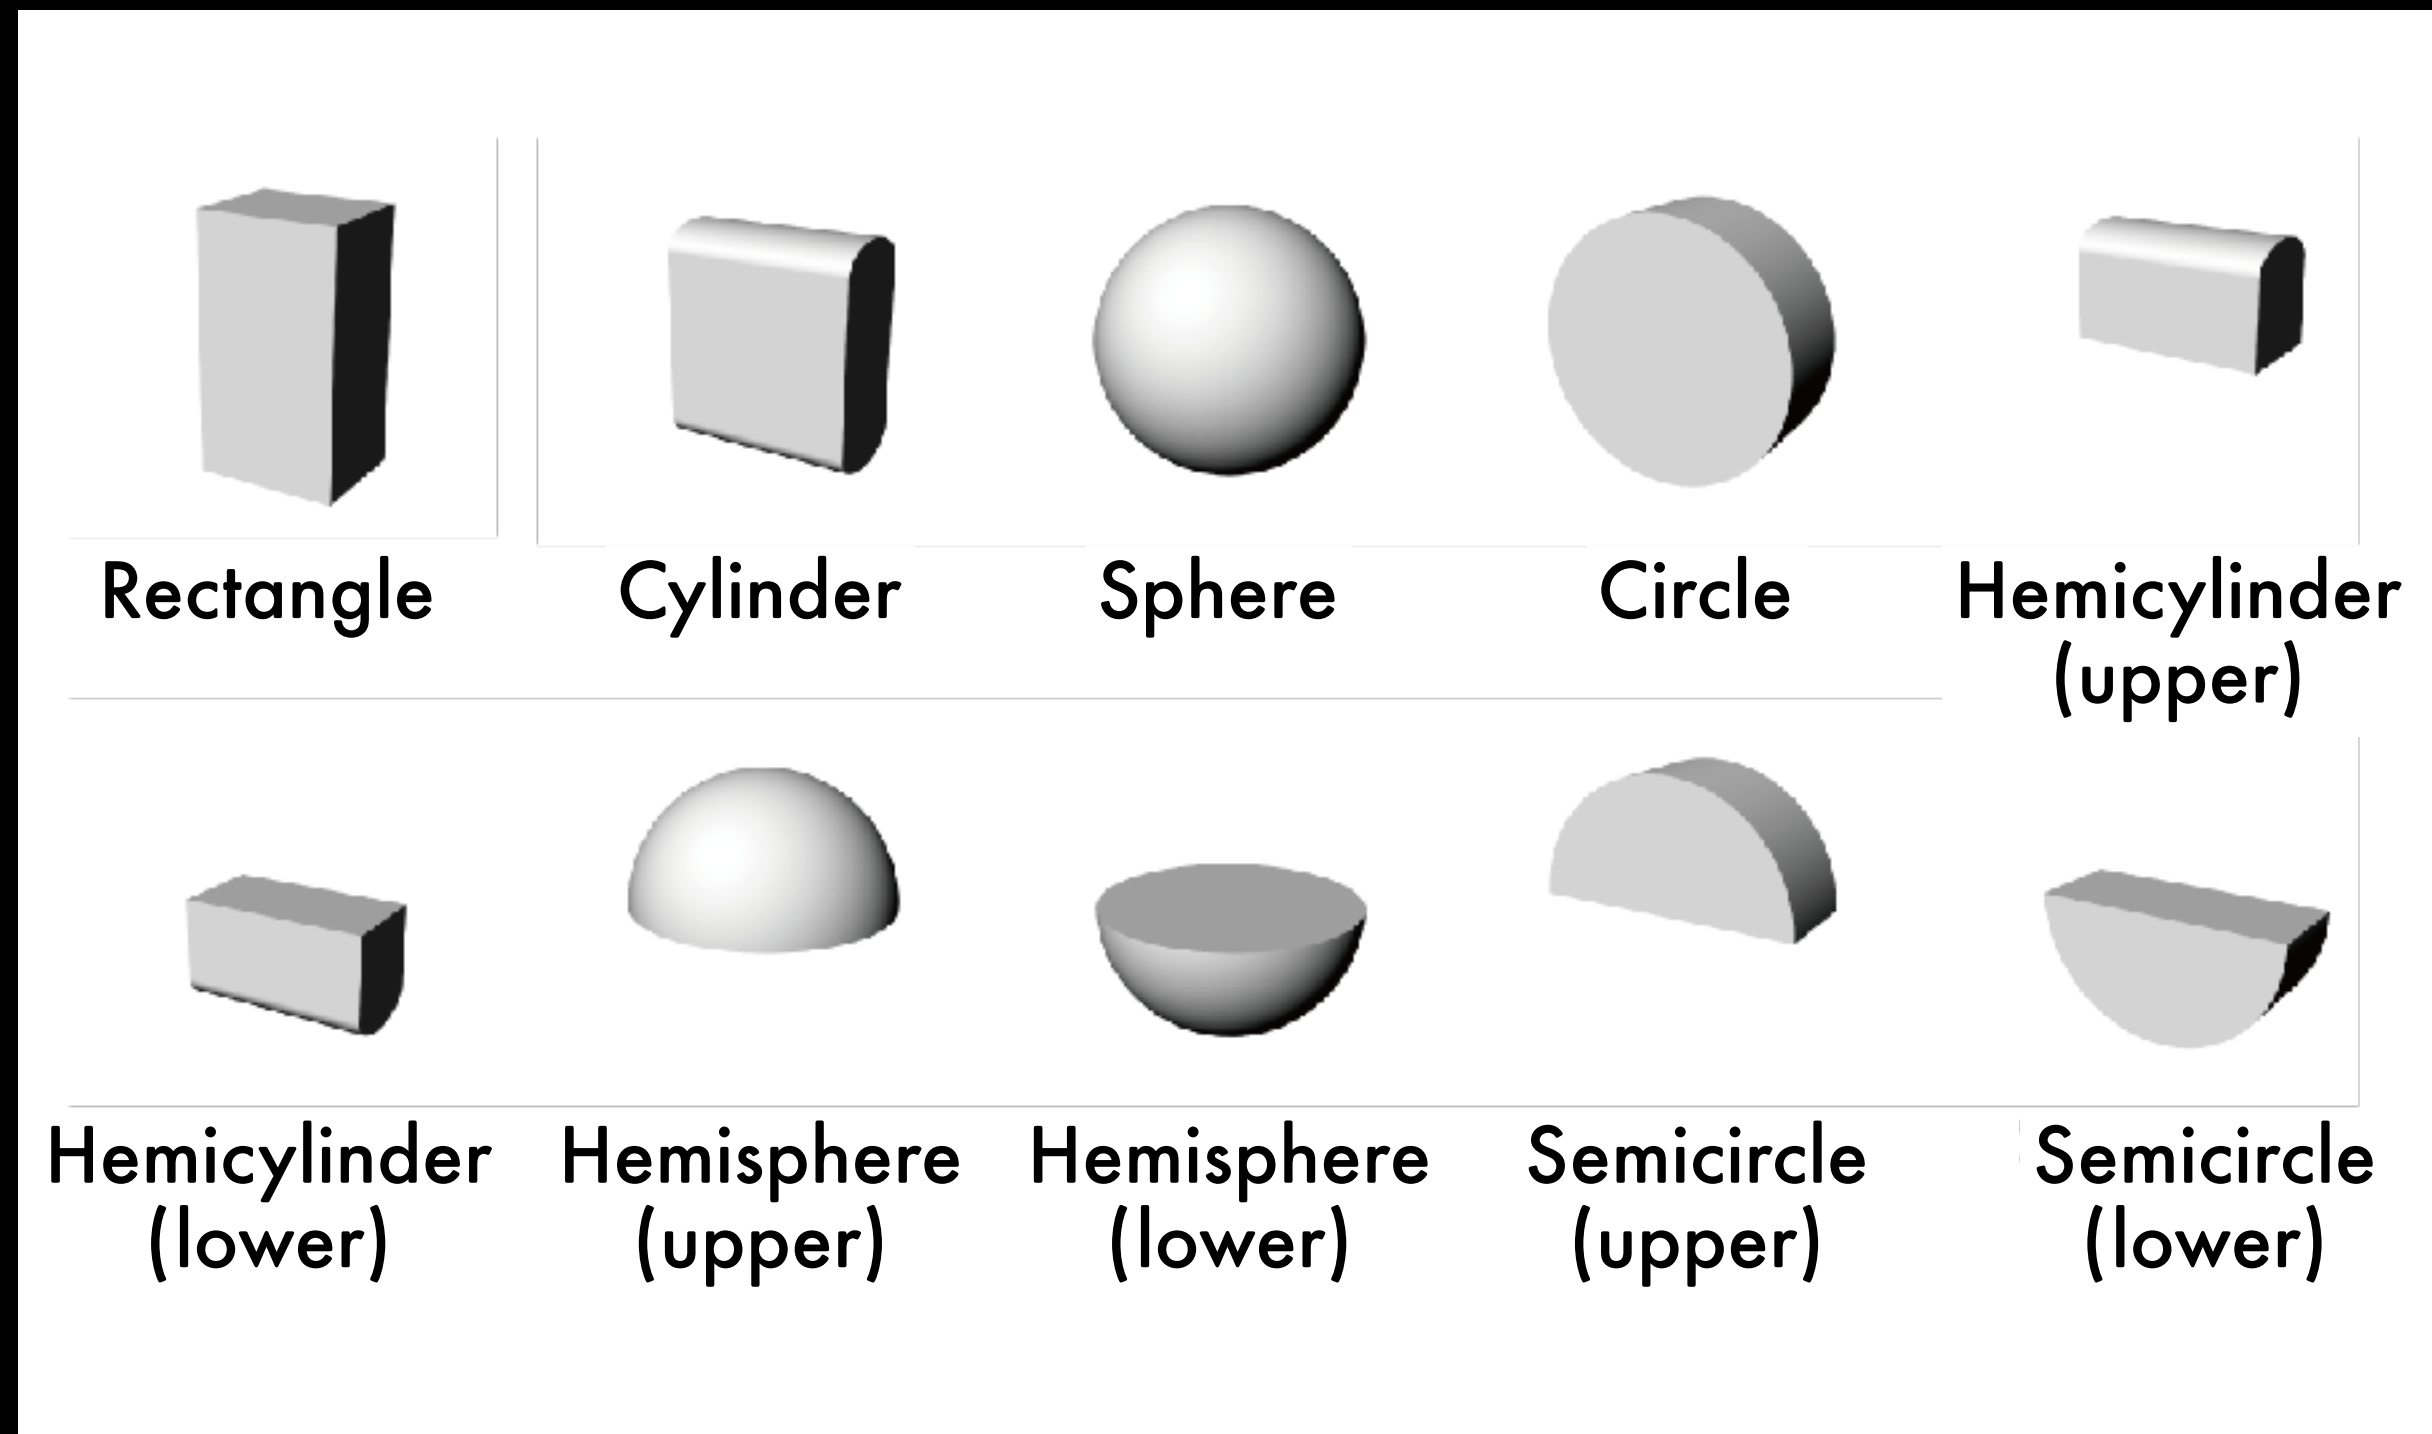 Rectangle
Cylinder
Sphere
Circle
Hemicylinder
(upper)
Hemicylinder
(lower)
Hemisphere
(upper)
Hemisphere
(lower)
Semicircle
(upper)
Semicircle
(lower)